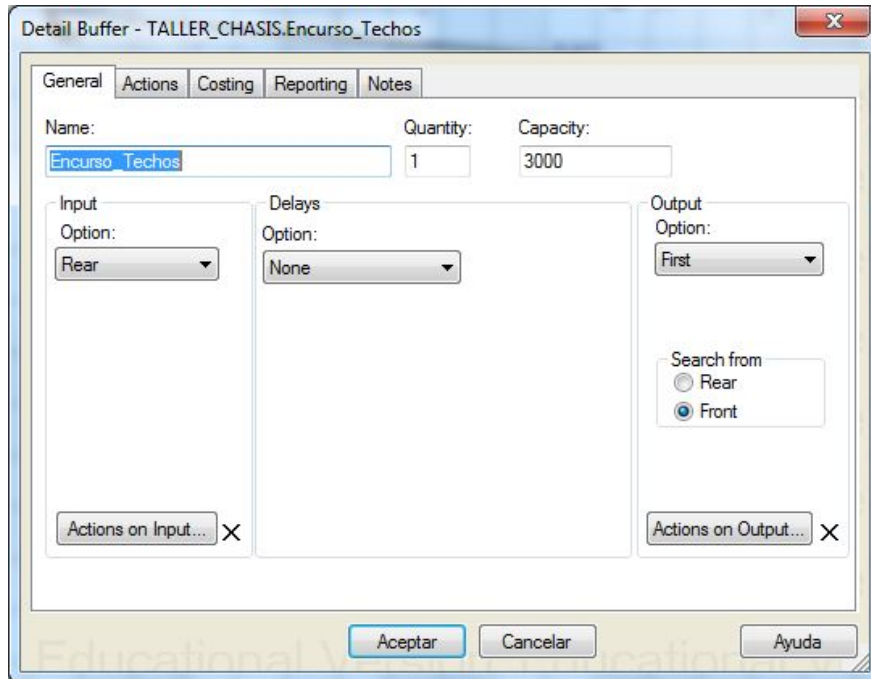 Detail Buffer - TALLER_CHASIS.Encurso_Techos
General Actions Costing Reporting Notes
Name: Quantity: Capacity:
Encurso_Techos 1 3000
Input Delays Output
Option: Option: Option:
Rear None First
Search from
Rear
Front
Actions on Input... Actions on Output...
Aceptar Cancelar Ayuda
Educational Version Educational V